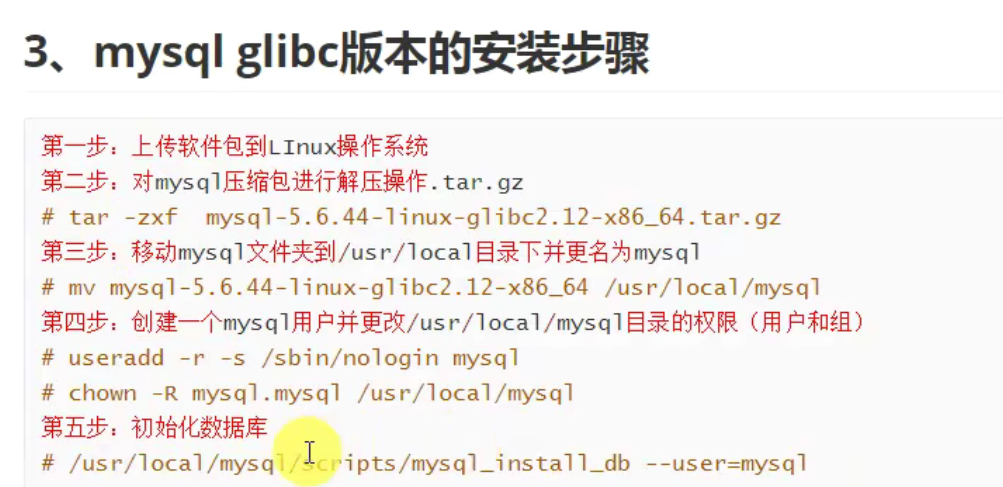 3、mysql glibc版本的安装步骤
第一步：上传软件包到LInux操作系统
第二步：对mysql压缩包进行解压操作.tar.gz
# tar -zxf  mysql-5.6.44-linux-glibc2.12-x86_64.tar.gz
第三步：移动mysql文件夹到/usr/local目录下并更名为mysql
# mv mysql-5.6.44-linux-glibc2.12-x86_64 /usr/local/mysql
第四步：创建一个mysql用户并更改/usr/local/mysql目录的权限（用户和组）
# useradd -r -s /sbin/nologin mysql
# chown -R mysql.mysql /usr/local/mysql
第五步：初始化数据库
# /usr/local/mysql/scripts/mysql_install_db --user=mysql